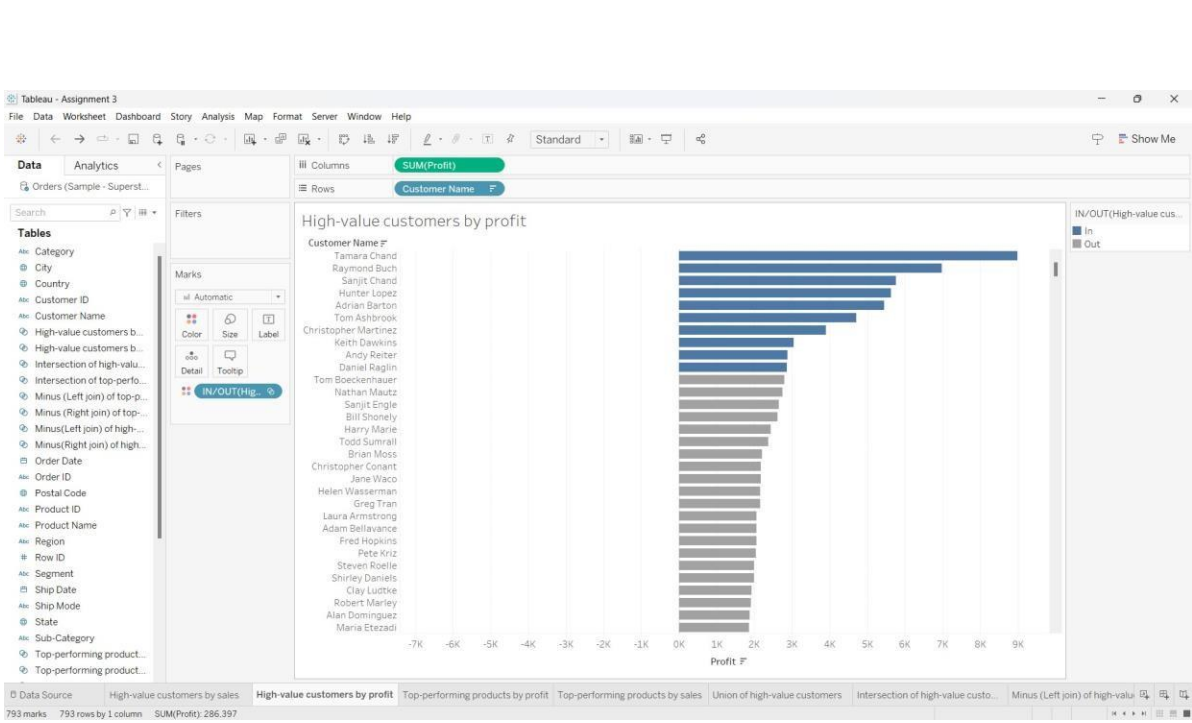 Tableau - Assignment 3
File Data Worksheet Dashboard Story Analysis Map Format Server Window Help
Standard
Show Me
Data Analytics
Orders (Sample - Superst...
Search
Tables
Abc Category
City
Country
Abc Customer ID
Abc Customer Name
High-value customers b...
High-value customers b...
Intersection of high-valu...
Intersection of top-perfo...
Minus (Left join) of top-p...
Minus (Right join) of top-...
Minus(Left join) of high-...
Minus(Right join) of high...
Order Date
Abc Order ID
Postal Code
Abc Product ID
Abc Product Name
Abc Region
# Row ID
Abc Segment
Ship Date
Abc Ship Mode
State
Abc Sub-Category
Top-performing product...
Top-performing product...
Pages
Filters
Marks
Automatic
Color Size Label
Detail Tooltip
IN/OUT(Hig..
Columns SUM(Profit)
Rows Customer Name
High-value customers by profit
Customer Name
Tamara Chand
Raymond Buch
Sanjit Chand
Hunter Lopez
Adrian Barton
Tom Ashbrook
Christopher Martinez
Keith Dawkins
Andy Reiter
Daniel Raglin
Tom Boeckenhauer
Nathan Mautz
Sanjit Engle
Bill Shonely
Harry Marie
Todd Sumrall
Brian Moss
Christopher Conant
Jane Waco
Helen Wasserman
Greg Tran
Laura Armstrong
Adam Bellavance
Fred Hopkins
Pete Kriz
Steven Roelle
Shirley Daniels
Clay Ludtke
Robert Marley
Alan Dominguez
Maria Etezadi
-7K -6K -5K -4K -3K -2K -1K 0K 1K 2K 3K 4K 5K 6K 7K 8K 9K
Profit
IN/OUT(High-value cus...
In
Out
Data Source High-value customers by sales High-value customers by profit Top-performing products by profit Top-performing products by sales Union of high-value customers Intersection of high-value custo... Minus (Left join) of high-valu
793 marks 793 rows by 1 column SUM(Profit): 286,397